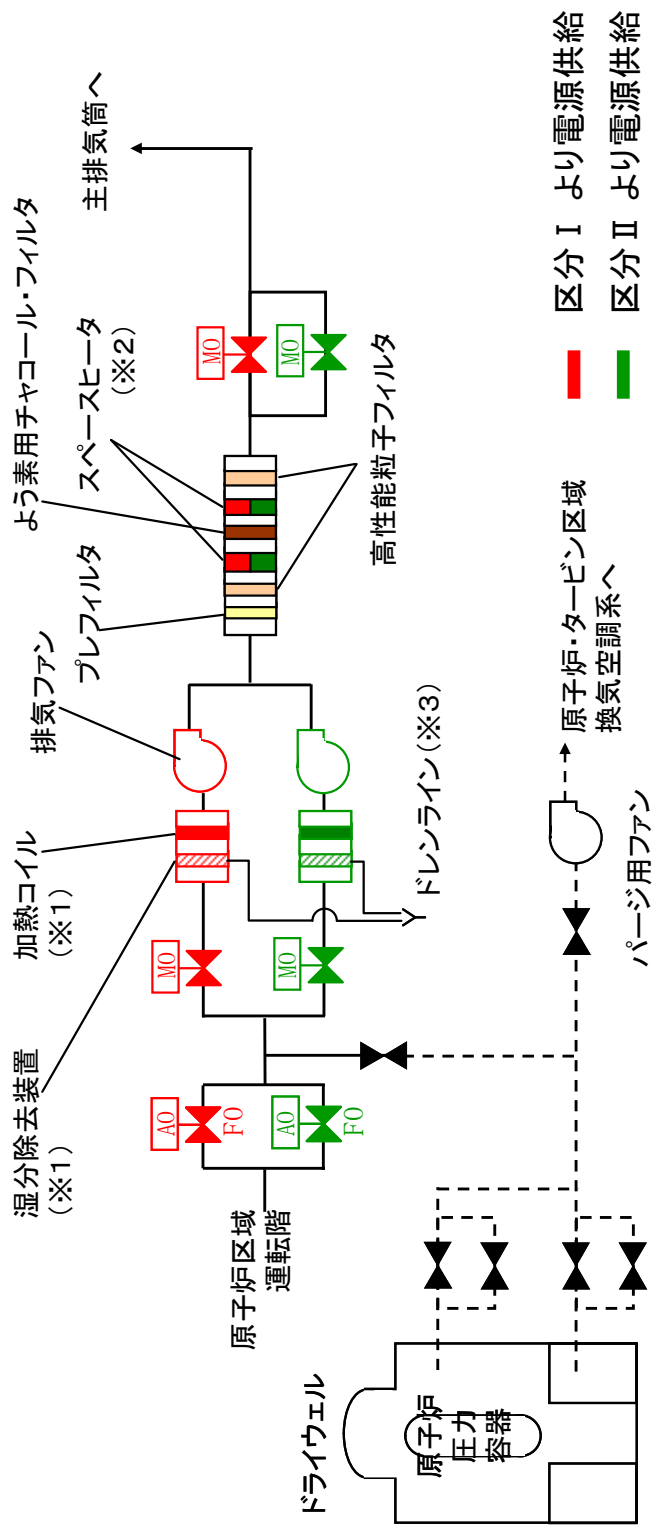 主排気筒へ
よう素用チャコール・フィルタ
スペースヒータ
(※2)
プレフィルタ
排気ファン
加熱コイル
(※1)
湿分除去装置
(※1)
MO
MO
高性能粒子フィルタ
MO
MO
ドレンライン(※3)
AO
FO
AO
FO
原子炉区域
運転階
原子炉・タービン区域
換気空調系へ
パージ用ファン
ドライウェル
原子炉
圧力
容器
区分Ⅰ より電源供給
区分Ⅱ より電源供給